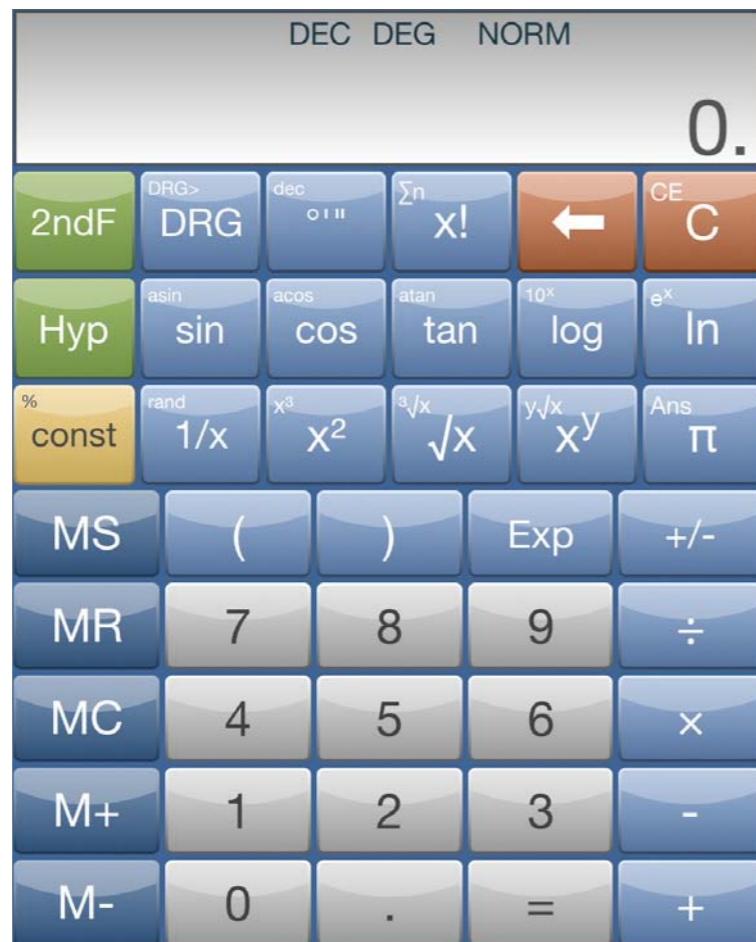 DEC DEG NORM
0.
DRG> dec ∑n CE
2ndF DRG °'" x! ← C
asin acos atan 10ˣ eˣ
Hyp sin cos tan log ln
% rand x³ ³√x y√x Ans
const 1/x x² √x xʸ π
MS ( ) Exp +/-
MR 7 8 9 ÷
MC 4 5 6 ×
M+ 1 2 3 -
M- 0 . = +